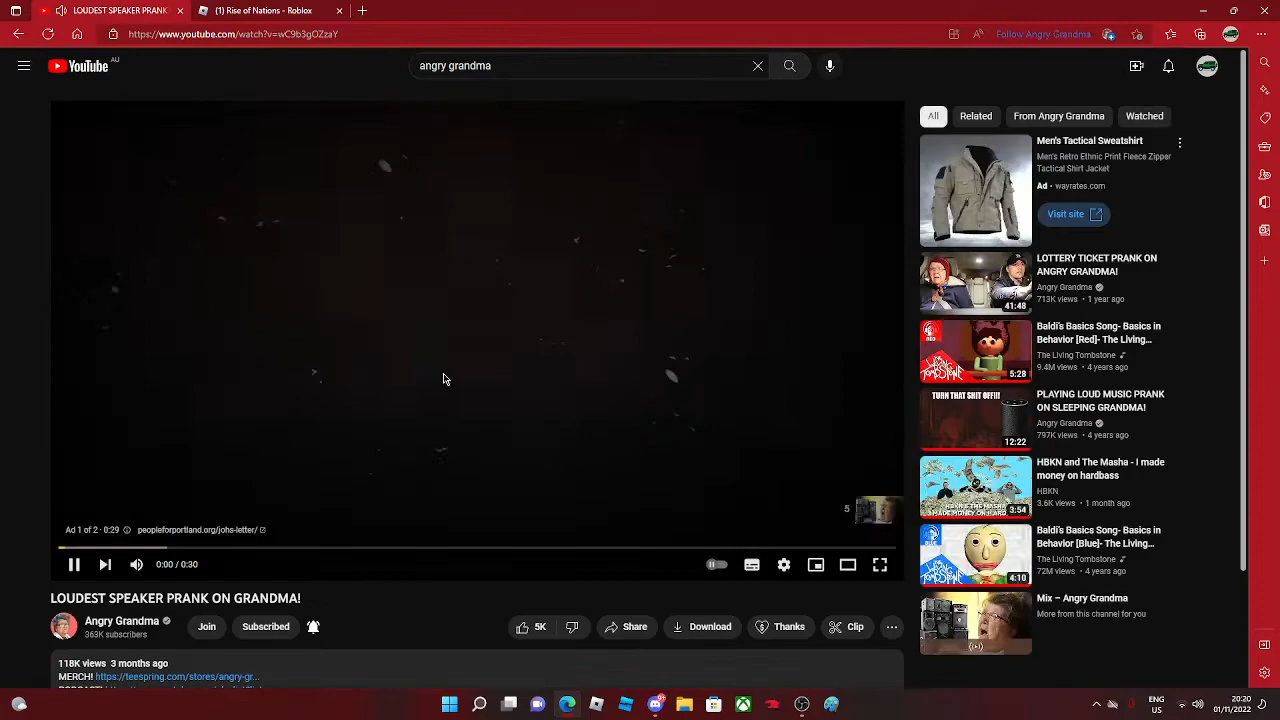 LOUDEST SPEAKER PRANK
(1) Rise of Nations - Roblox
https://www.youtube.com/watch?v=wC9b3gOZzaY
Follow Angry Grandma
YouTube AU
angry grandma
All
Related
From Angry Grandma
Watched
Men's Tactical Sweatshirt
Men's Retro Ethnic Print Fleece Zipper
Tactical Shirt Jacket
Ad • wayrates.com
Visit site
LOTTERY TICKET PRANK ON
ANGRY GRANDMA!
Angry Grandma
713K views • 1 year ago
41:48
Baldi's Basics Song- Basics in
Behavior [Red]- The Living...
The Living Tombstone
9.4M views • 4 years ago
5:28
TURN THAT SHIT OFF!!!
PLAYING LOUD MUSIC PRANK
ON SLEEPING GRANDMA!
Angry Grandma
797K views • 4 years ago
12:22
HBKN and The Masha - I made
money on hardbass
HBKN
3.6K views • 1 month ago
3:54
Baldi's Basics Song- Basics in
Behavior [Blue]- The Living...
The Living Tombstone
72M views • 4 years ago
4:10
Mix – Angry Grandma
More from this channel for you
5
Ad 1 of 2 · 0:29 peopleforportland.org/johs-letter/
0:00 / 0:30
LOUDEST SPEAKER PRANK ON GRANDMA!
Angry Grandma
363K subscribers
Join
Subscribed
5K
Share
Download
Thanks
Clip
118K views 3 months ago
MERCH! https://teespring.com/stores/angry-gr...
ENG
US
20:20
01/11/2022